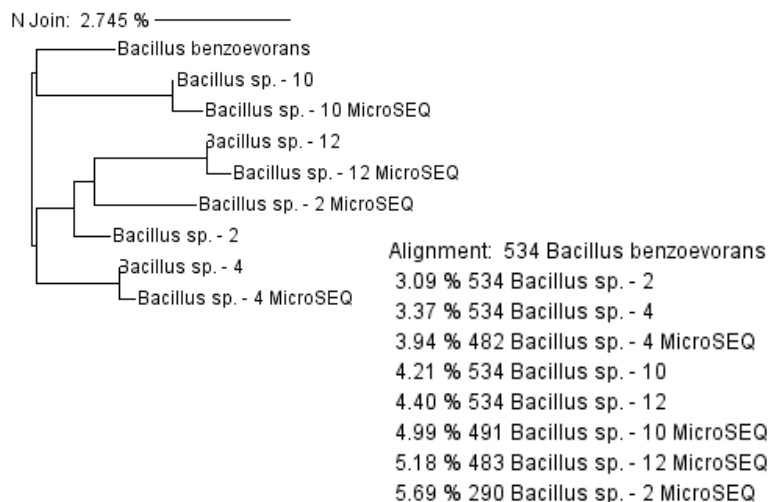 N Join: 2.745 %
Bacillus benzoevorans
Bacillus sp. - 10
Bacillus sp. - 10 MicroSEQ
Bacillus sp. - 12
Bacillus sp. - 12 MicroSEQ
Bacillus sp. - 2 MicroSEQ
Bacillus sp. - 2
Bacillus sp. - 4
Bacillus sp. - 4 MicroSEQ
Alignment: 534 Bacillus benzoevorans
3.09 % 534 Bacillus sp. - 2
3.37 % 534 Bacillus sp. - 4
3.94 % 482 Bacillus sp. - 4 MicroSEQ
4.21 % 534 Bacillus sp. - 10
4.40 % 534 Bacillus sp. - 12
4.99 % 491 Bacillus sp. - 10 MicroSEQ
5.18 % 483 Bacillus sp. - 12 MicroSEQ
5.69 % 290 Bacillus sp. - 2 MicroSEQ